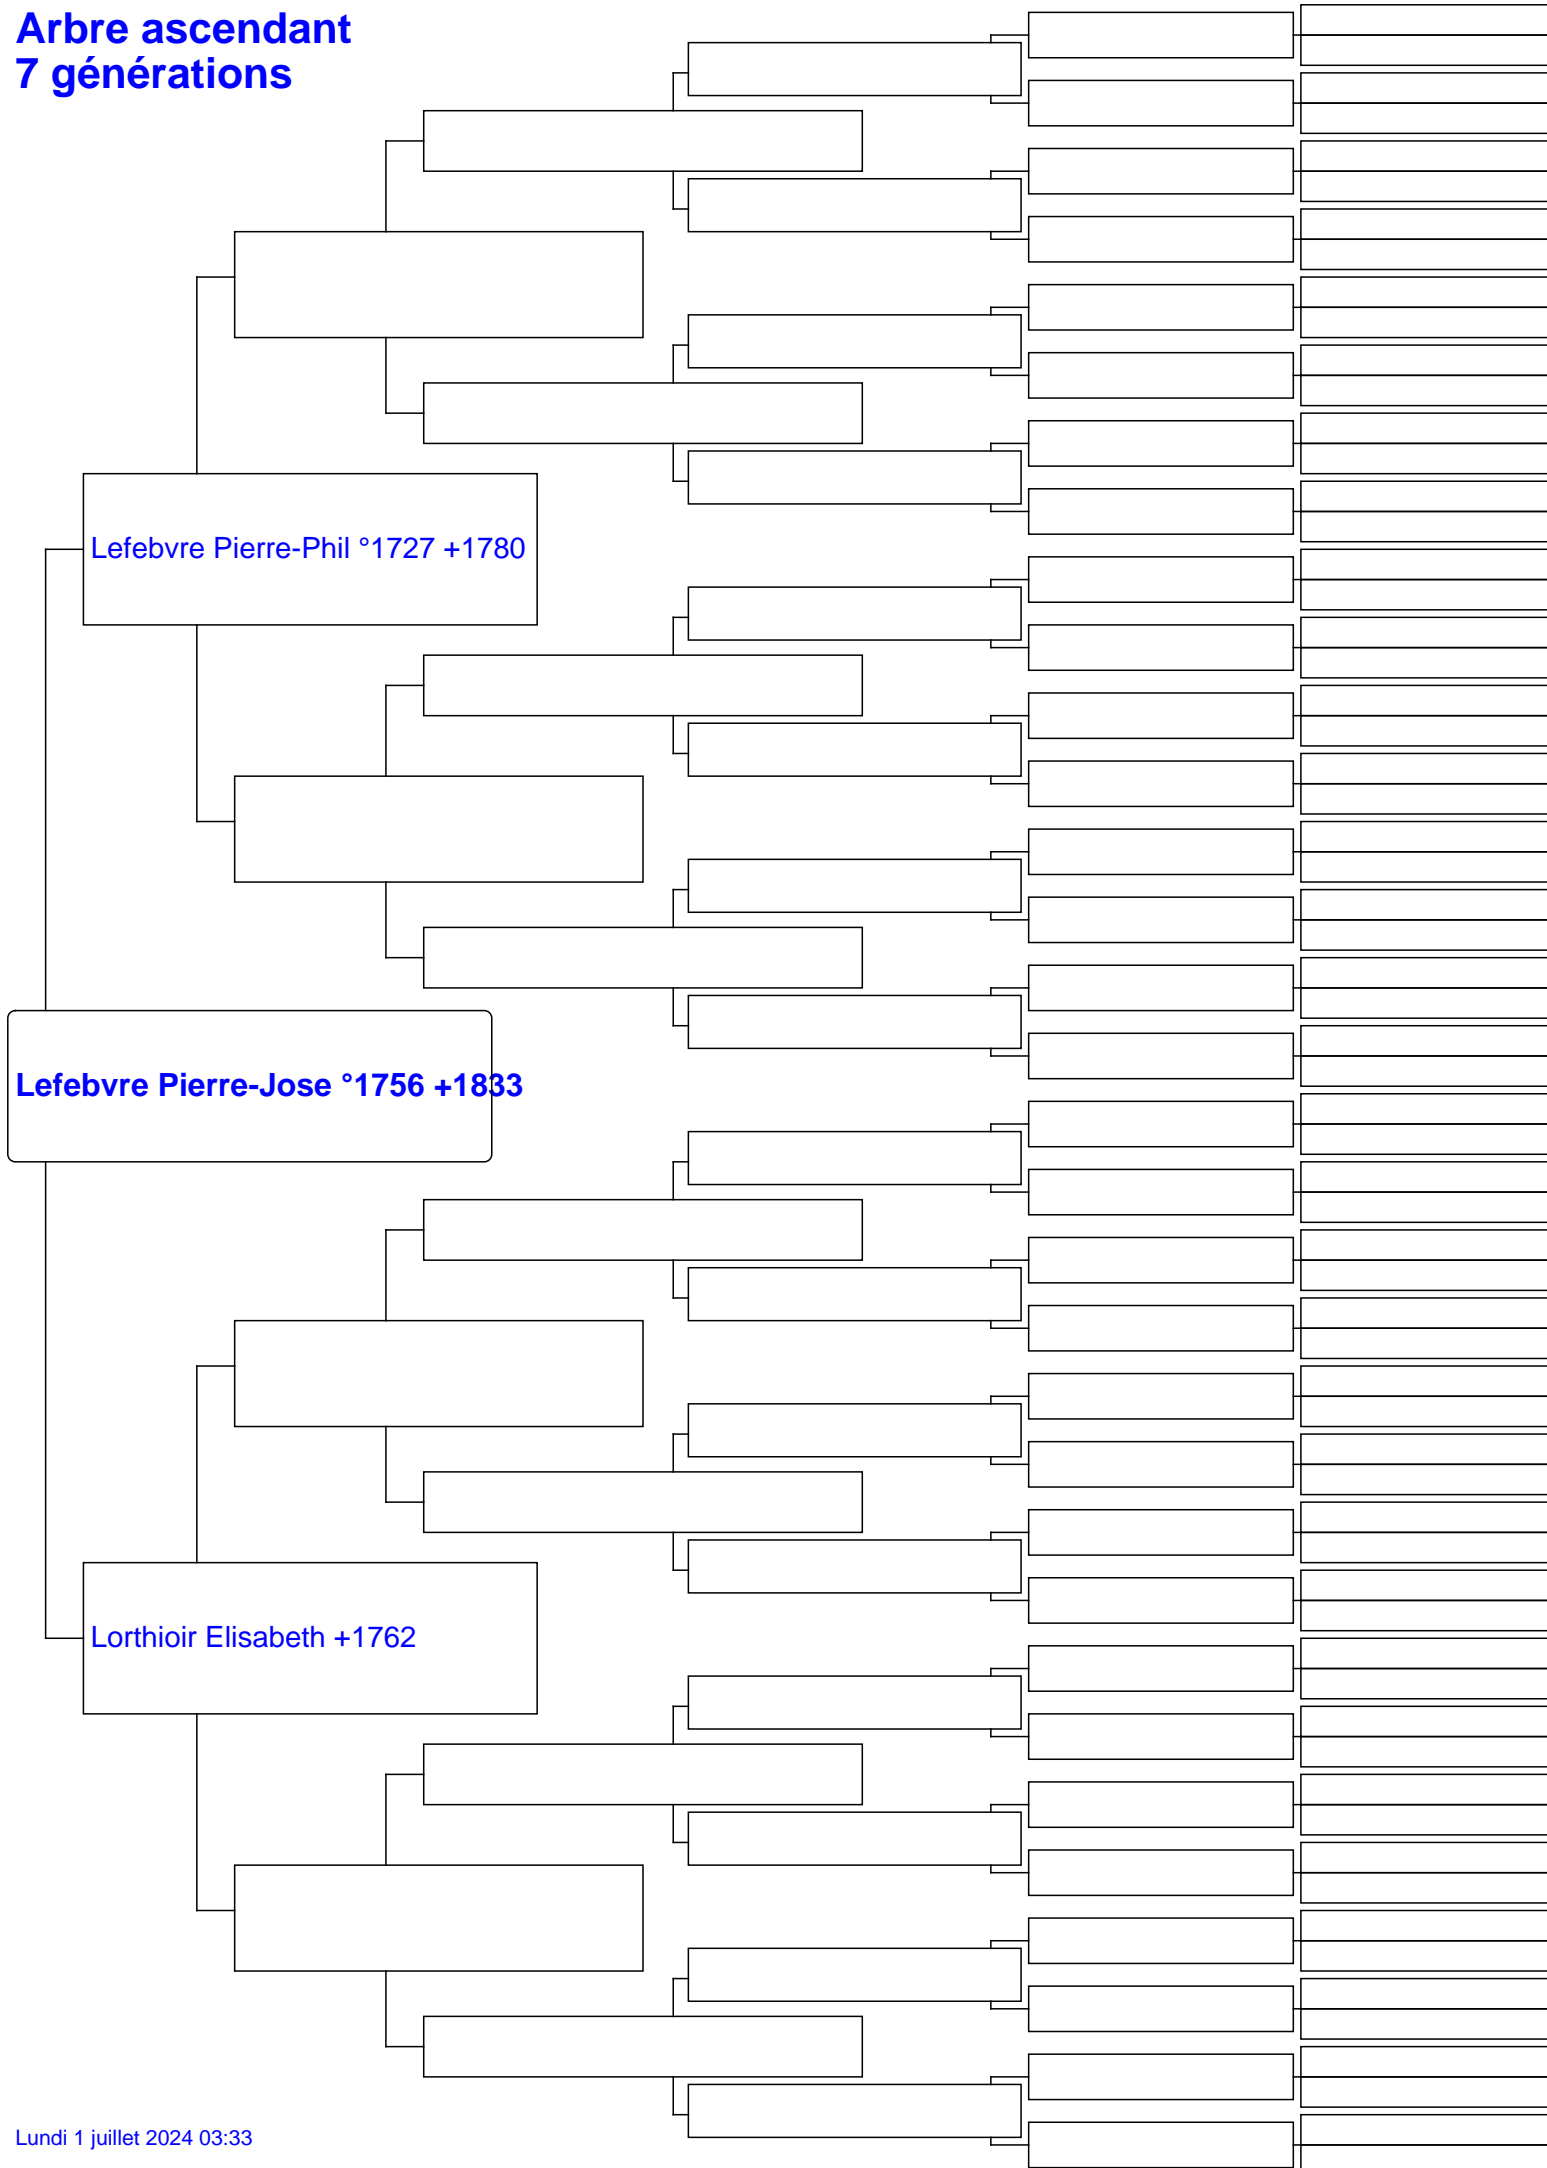 Arbre ascendant
7 générations
Lefebvre Pierre-Phil °1727 +1780
Lefebvre Pierre-Jose °1756 +1833
Lorthioir Elisabeth +1762
Lundi 1 juillet 2024 03:33